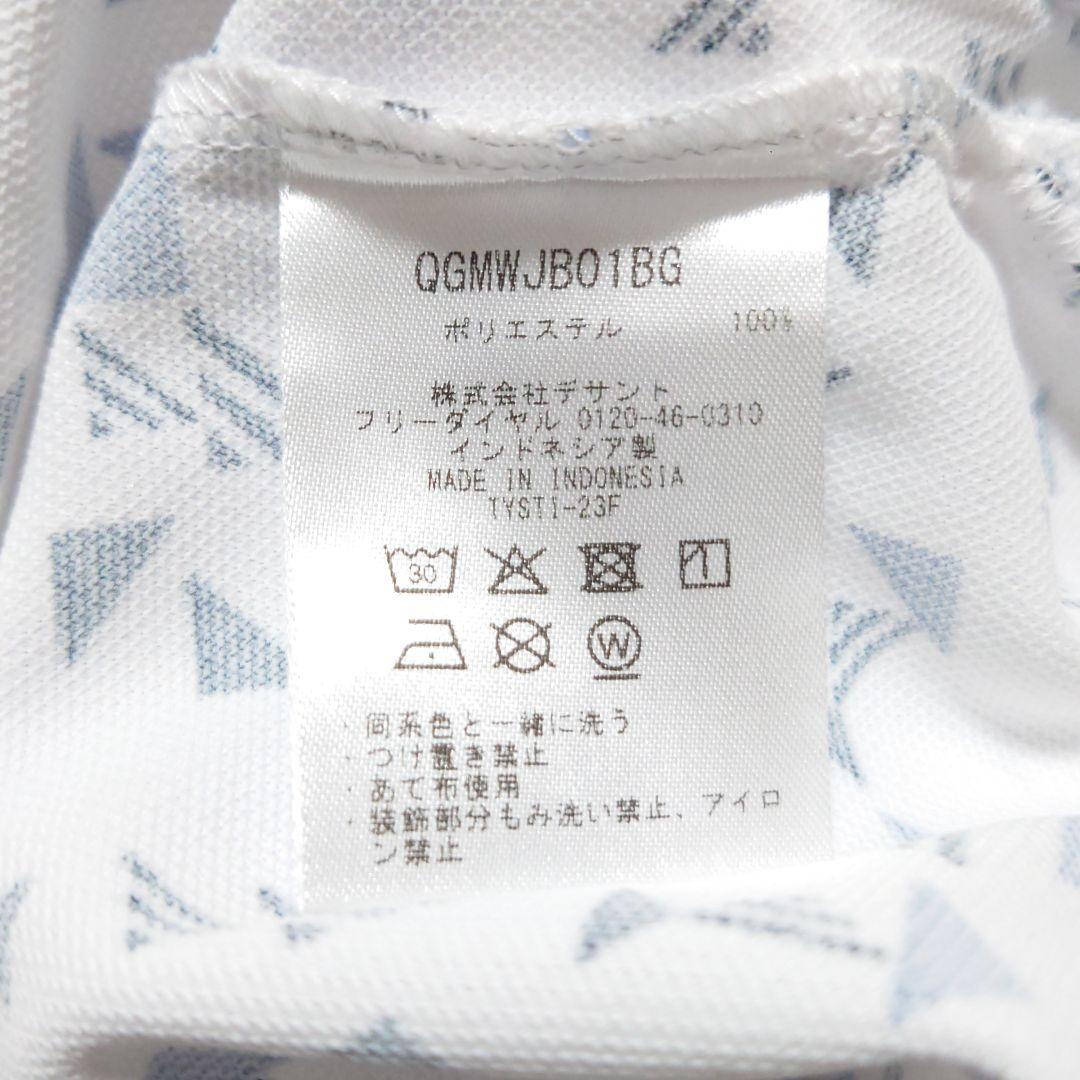 QGMWJB01BG
ポリエステル 100%
株式会社デサント
フリーダイヤル 0120-46-0310
インドネシア製
MADE IN INDONESIA
TYSTI-23F
30
W
・同系色と一緒に洗う
・つけ置き禁止
・あて布使用
・装飾部分もみ洗い禁止、アイロ
ン禁止